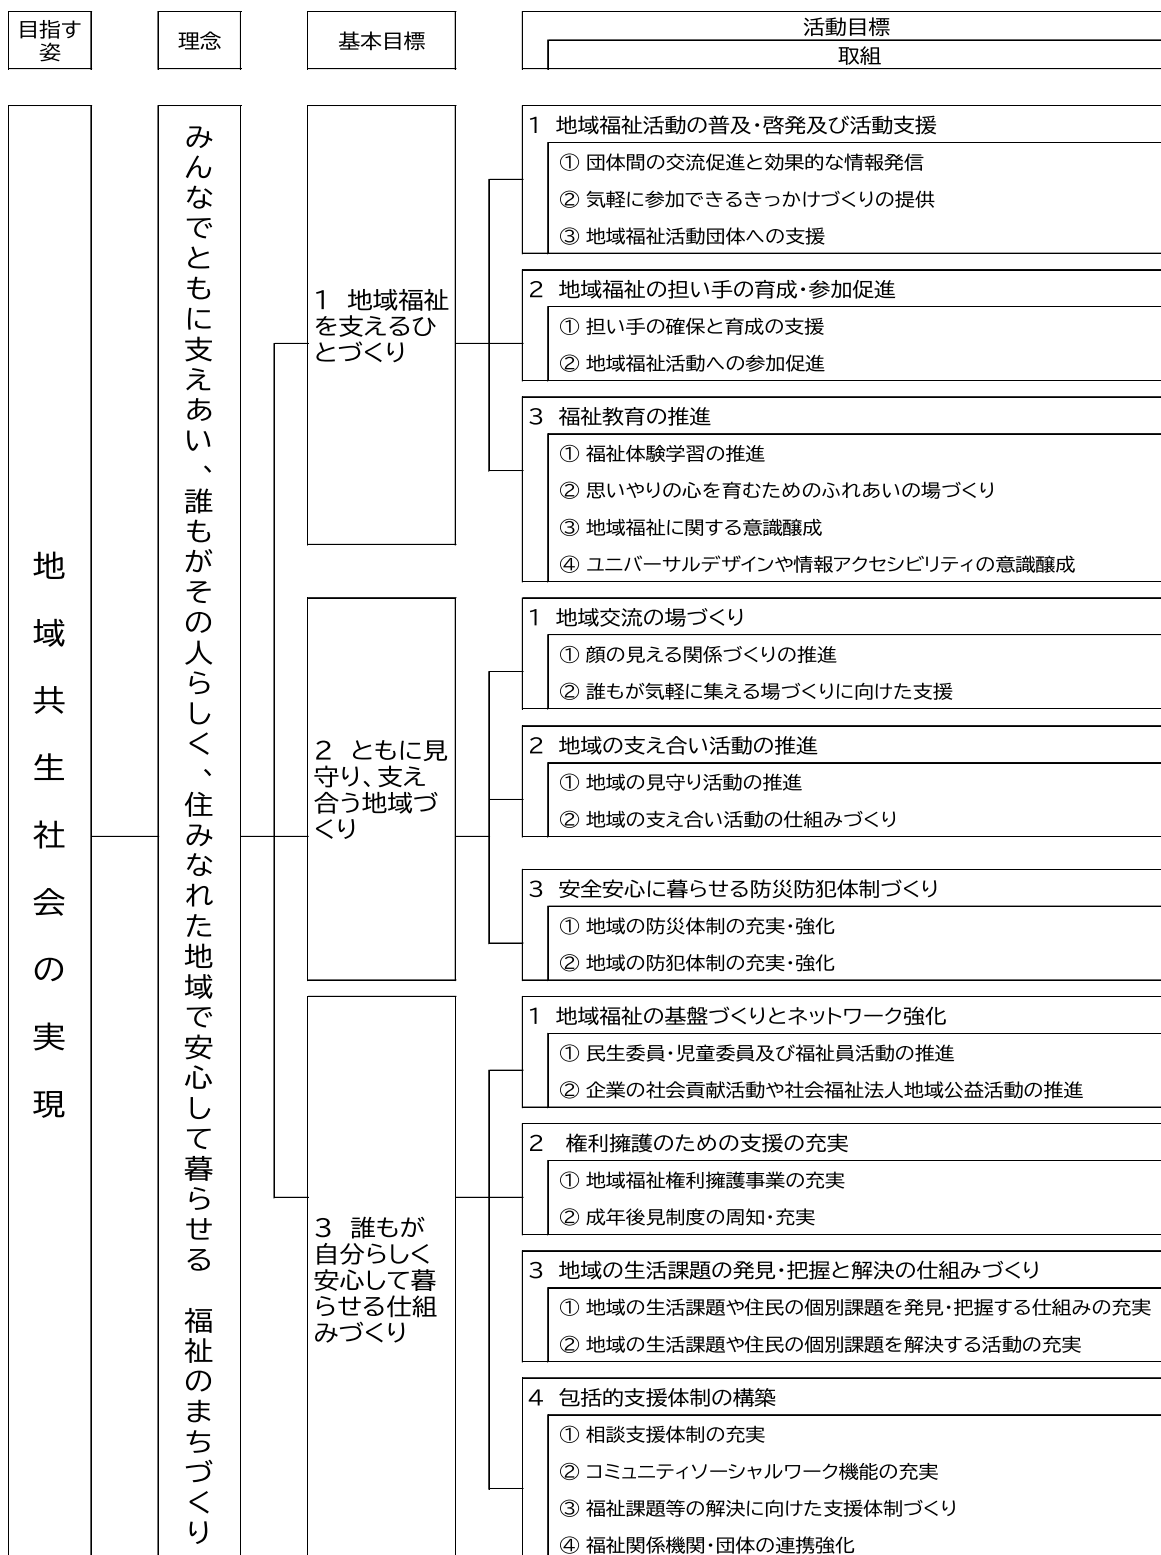 目指す
姿
理念
基本目標
活動目標
取組
地域共生社会の実現
みんなでともに支えあい、誰もがその人らしく、住みなれた地域で安心して暮らせる　福祉のまちづくり
1　地域福祉
を支えるひ
とづくり
1　地域福祉活動の普及・啓発及び活動支援
① 団体間の交流促進と効果的な情報発信
② 気軽に参加できるきっかけづくりの提供
③ 地域福祉活動団体への支援
2　地域福祉の担い手の育成・参加促進
① 担い手の確保と育成の支援
② 地域福祉活動への参加促進
3　福祉教育の推進
① 福祉体験学習の推進
② 思いやりの心を育むためのふれあいの場づくり
③ 地域福祉に関する意識醸成
④ ユニバーサルデザインや情報アクセシビリティの意識醸成
2　ともに見
守り、支え
合う地域づ
くり
1　地域交流の場づくり
① 顔の見える関係づくりの推進
② 誰もが気軽に集える場づくりに向けた支援
2　地域の支え合い活動の推進
① 地域の見守り活動の推進
② 地域の支え合い活動の仕組みづくり
3　安全安心に暮らせる防災防犯体制づくり
① 地域の防災体制の充実・強化
② 地域の防犯体制の充実・強化
3　誰もが
自分らしく
安心して暮
らせる仕組
みづくり
1　地域福祉の基盤づくりとネットワーク強化
① 民生委員・児童委員及び福祉員活動の推進
② 企業の社会貢献活動や社会福祉法人地域公益活動の推進
2　権利擁護のための支援の充実
① 地域福祉権利擁護事業の充実
② 成年後見制度の周知・充実
3　地域の生活課題の発見・把握と解決の仕組みづくり
① 地域の生活課題や住民の個別課題を発見・把握する仕組みの充実
② 地域の生活課題や住民の個別課題を解決する活動の充実
4　包括的支援体制の構築
① 相談支援体制の充実
② コミュニティソーシャルワーク機能の充実
③ 福祉課題等の解決に向けた支援体制づくり
④ 福祉関係機関・団体の連携強化